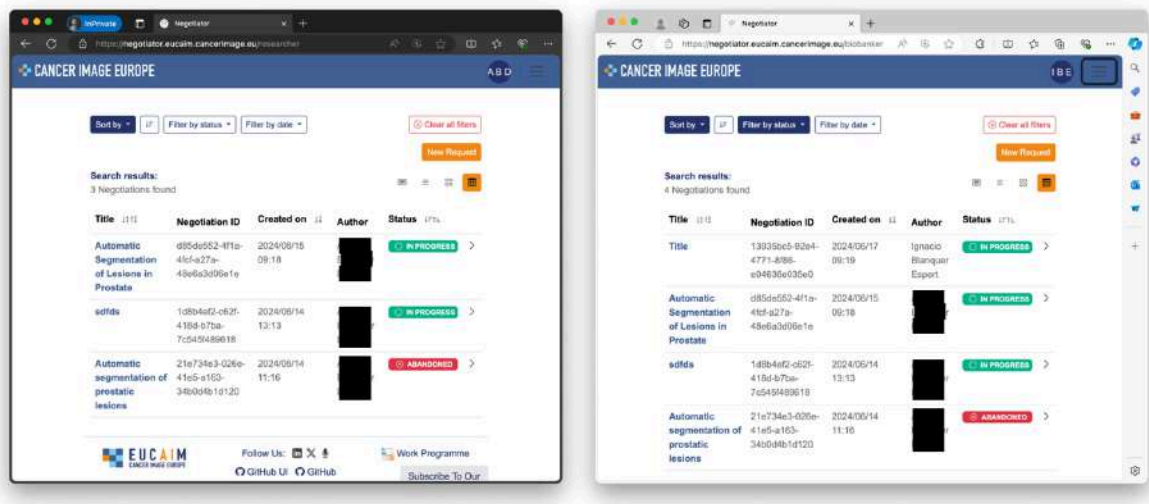 InPrivate
Negotiator
https://negotiator.eucaim.cancerimage.eu/researcher
CANCER IMAGE EUROPE
ABD
Sort by
Filter by status
Filter by date
Clear all filters
New Request
Search results:
3 Negotiations found
Title Negotiation ID Created on Author Status
Automatic d85de552-4f1a- 2024/06/15 IN PROGRESS
Segmentation 4fcf-a27a- 09:18
of Lesions in 48e6a3d06e1e
Prostate
sdfds 1d8b4ef2-c62f- 2024/06/14 IN PROGRESS
418d-b7ba- 13:13
7c545f489618
Automatic 21e734e3-026e- 2024/06/14 ABANDONED
segmentation of 41e5-a163- 11:16
prostatic 34b0d4b1d120
lesions
EUCAIM
CANCER IMAGE EUROPE
Follow Us:
GitHub UI GitHub
Work Programme
Subscribe To Our
Negotiator
https://negotiator.eucaim.cancerimage.eu/biobanker
CANCER IMAGE EUROPE
IBE
Sort by
Filter by status
Filter by date
Clear all filters
New Request
Search results:
4 Negotiations found
Title Negotiation ID Created on Author Status
Title 13935bc5-92e4- 2024/06/17 Ignacio IN PROGRESS
4771-8f86- 09:19 Blanquer
e94636e035e0 Espert
Automatic d85de552-4f1a- 2024/06/15 IN PROGRESS
Segmentation 4fcf-a27a- 09:18
of Lesions in 48e6a3d06e1e
Prostate
sdfds 1d8b4ef2-c62f- 2024/06/14 IN PROGRESS
418d-b7ba- 13:13
7c545f489618
Automatic 21e734e3-026e- 2024/06/14 ABANDONED
segmentation of 41e5-a163- 11:16
prostatic 34b0d4b1d120
lesions